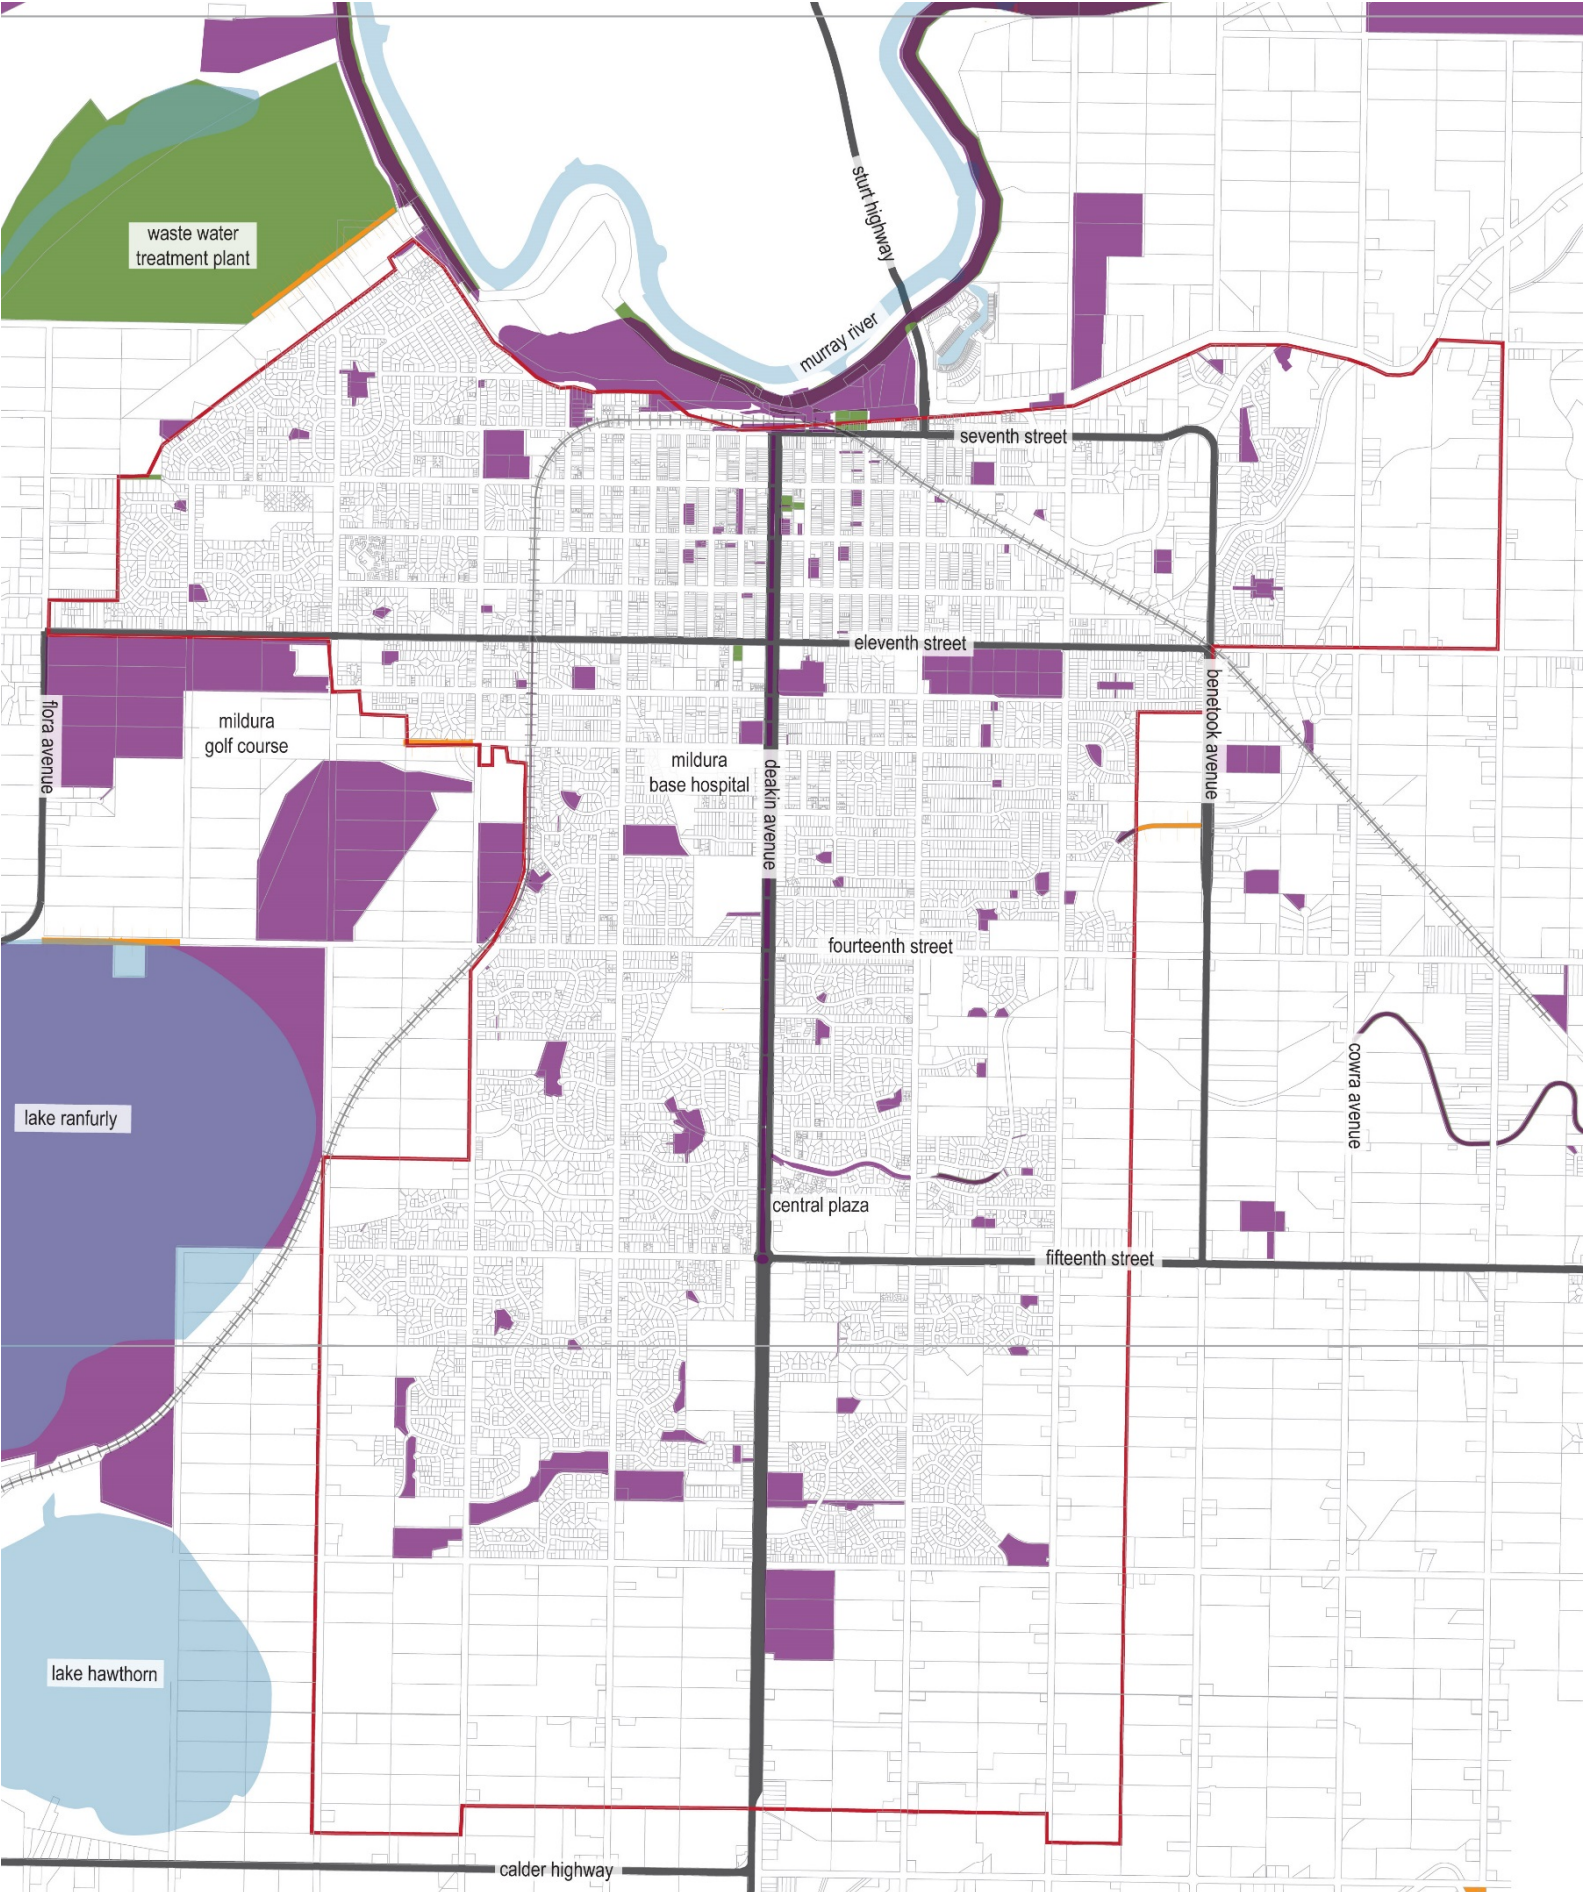 waste water
treatment plant
sturt highway
murray river
seventh street
eleventh street
flora avenue
mildura
golf course
mildura
base hospital
deakin avenue
benetook avenue
fourteenth street
lake ranfurly
cowra avenue
central plaza
fifteenth street
lake hawthorn
calder highway